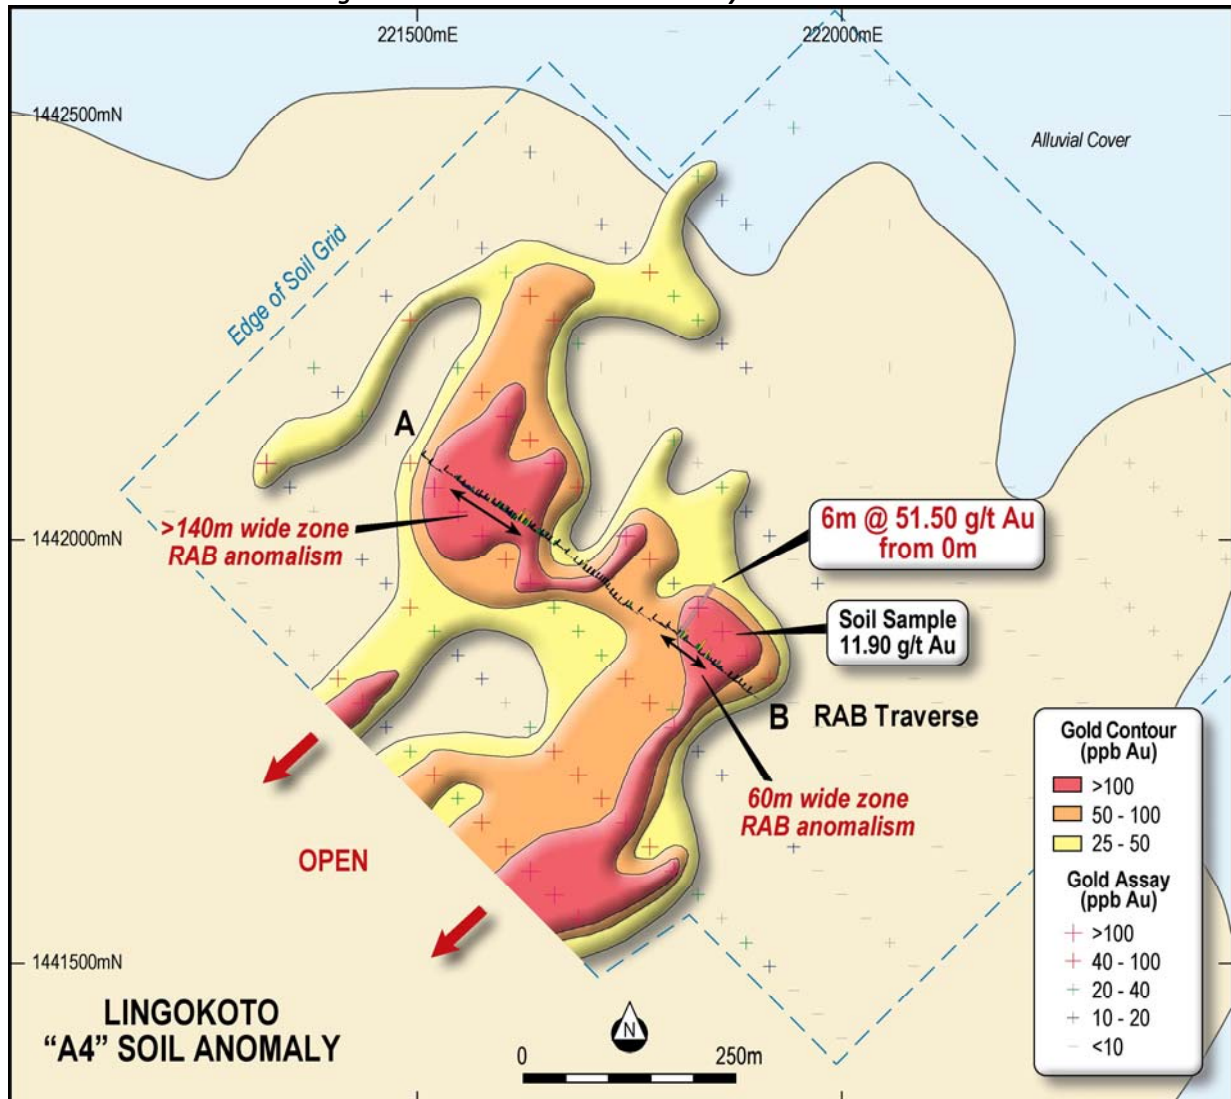 221500mE
222000mE
1442500mN
Alluvial Cover
Edge of Soil Grid
A
>140m wide zone
RAB anomalism
1442000mN
6m @ 51.50 g/t Au
from 0m
Soil Sample
11.90 g/t Au
B
RAB Traverse
60m wide zone
RAB anomalism
OPEN
1441500mN
LINGOKOTO
“A4” SOIL ANOMALY
N
0
250m
Gold Contour
(ppb Au)
>100
50 - 100
25 - 50
Gold Assay
(ppb Au)
>100
40 - 100
20 - 40
10 - 20
<10